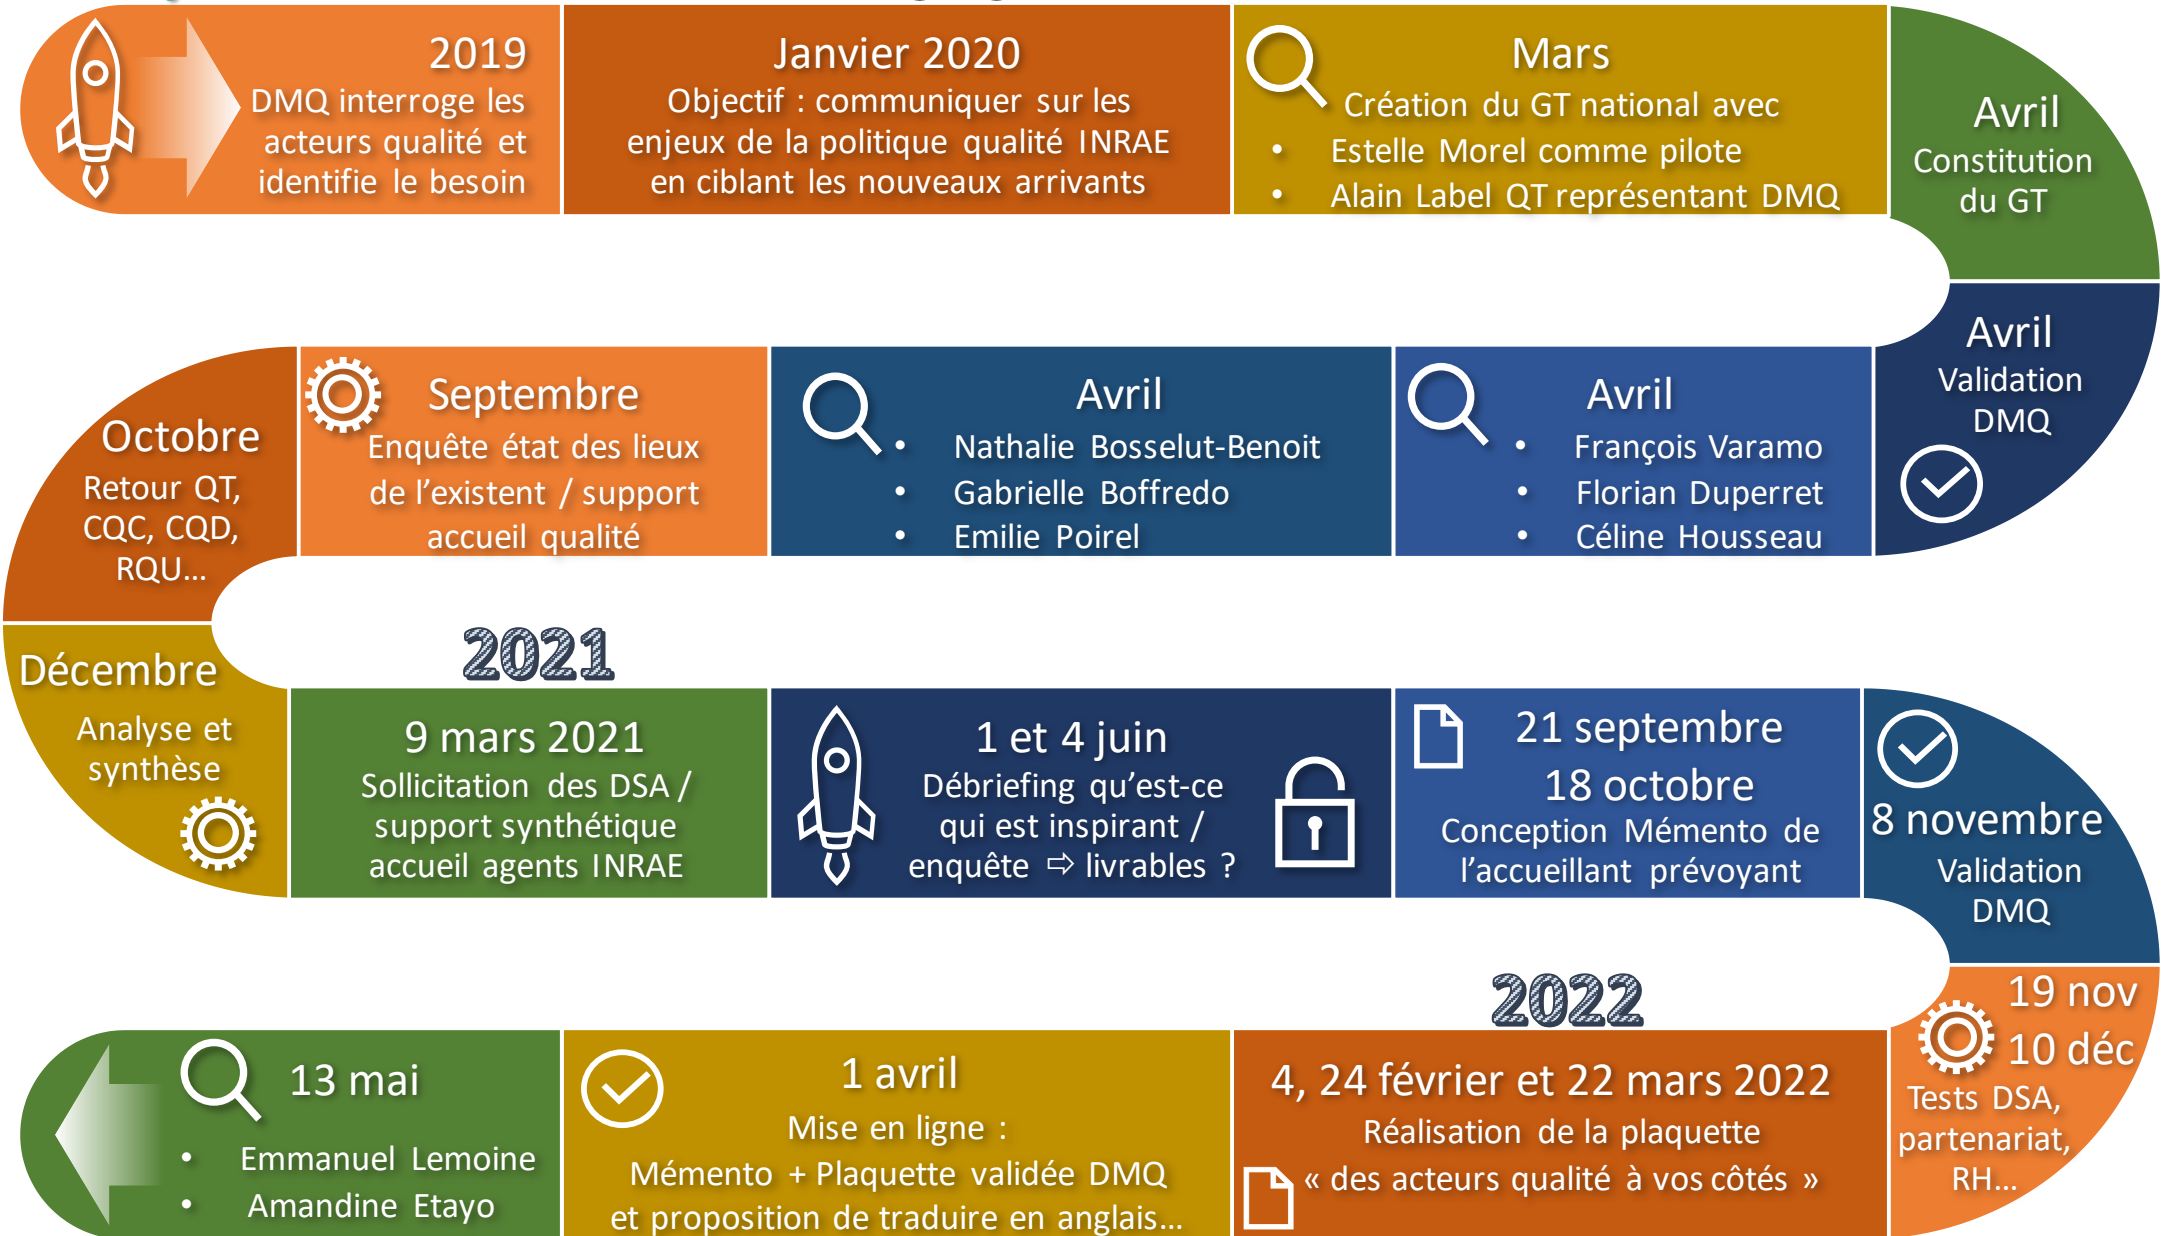 2019
DMQ interroge les
acteurs qualité et
identifie le besoin
Janvier 2020
Objectif : communiquer sur les
enjeux de la politique qualité INRAE
en ciblant les nouveaux arrivants
Mars
Création du GT national avec
• Estelle Morel comme pilote
• Alain Label QT représentant DMQ
Avril
Constitution
du GT
Avril
Validation
DMQ
Avril
• François Varamo
• Florian Duperret
• Céline Housseau
Avril
• Nathalie Bosselut-Benoit
• Gabrielle Boffredo
• Emilie Poirel
Septembre
Enquête état des lieux
de l’existent / support
accueil qualité
Octobre
Retour QT,
CQC, CQD,
RQU…
Décembre
Analyse et
synthèse
2021
9 mars 2021
Sollicitation des DSA /
support synthétique
accueil agents INRAE
1 et 4 juin
Débriefing qu’est-ce
qui est inspirant /
enquête ⇨ livrables ?
21 septembre
18 octobre
Conception Mémento de
l’accueillant prévoyant
8 novembre
Validation
DMQ
19 nov
10 déc
Tests DSA,
partenariat,
RH…
2022
4, 24 février et 22 mars 2022
Réalisation de la plaquette
« des acteurs qualité à vos côtés »
1 avril
Mise en ligne :
Mémento + Plaquette validée DMQ
et proposition de traduire en anglais…
13 mai
• Emmanuel Lemoine
• Amandine Etayo